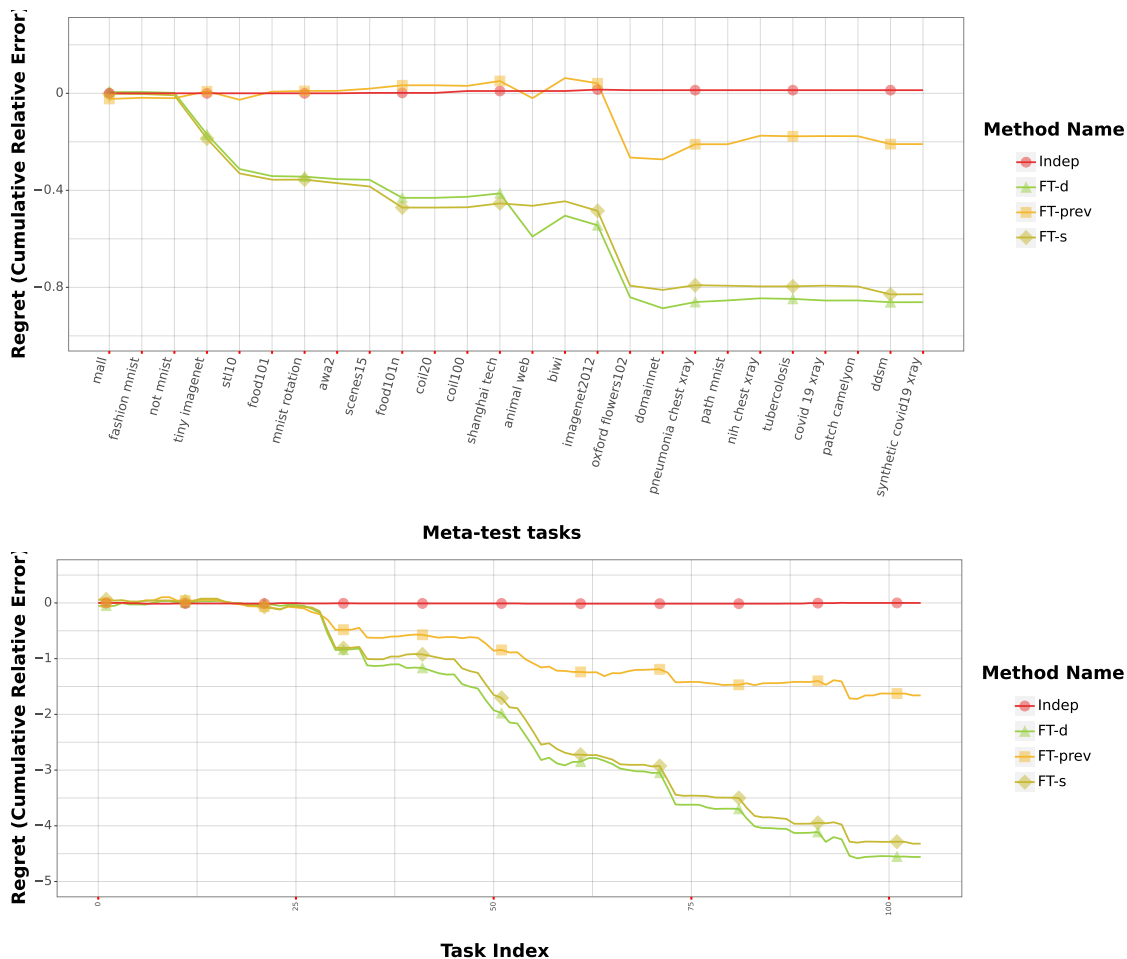 Regret (Cumulative Relative Error)
0
−0.4
−0.8
mall
fashion mnist
not mnist
tiny imagenet
stl10
food101
mnist rotation
awa2
scenes15
food101n
coil20
coil100
shanghai tech
animal web
biwi
imagenet2012
oxford flowers102
domainnet
pneumonia chest xray
path mnist
nih chest xray
tubercolosis
covid 19 xray
patch camelyon
ddsm
synthetic covid19 xray
Meta-test tasks
Method Name
Indep
FT-d
FT-prev
FT-s
Regret (Cumulative Relative Error)
0
−1
−2
−3
−4
−5
0
25
50
75
100
Task Index
Method Name
Indep
FT-d
FT-prev
FT-s